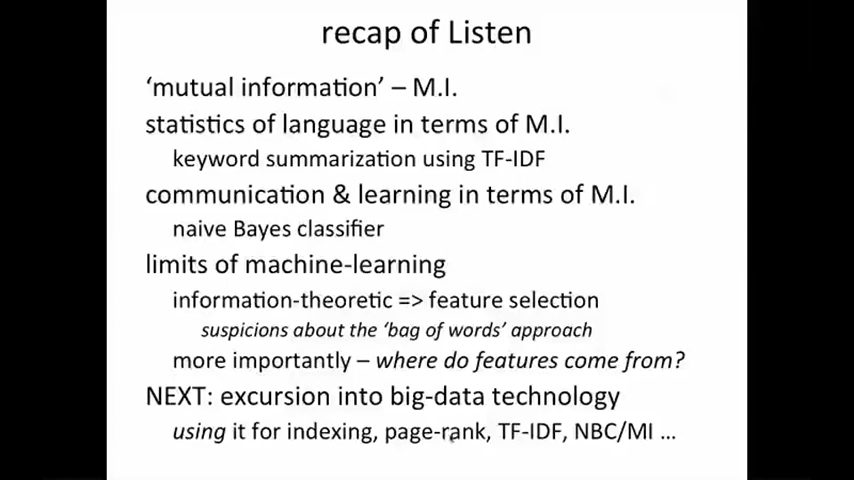 recap of Listen
‘mutual information’ – M.I.
statistics of language in terms of M.I.
keyword summarization using TF-IDF
communication & learning in terms of M.I.
naive Bayes classifier
limits of machine-learning
information-theoretic => feature selection
suspicions about the ‘bag of words’ approach
more importantly – where do features come from?
NEXT: excursion into big-data technology
using it for indexing, page-rank, TF-IDF, NBC/MI ...